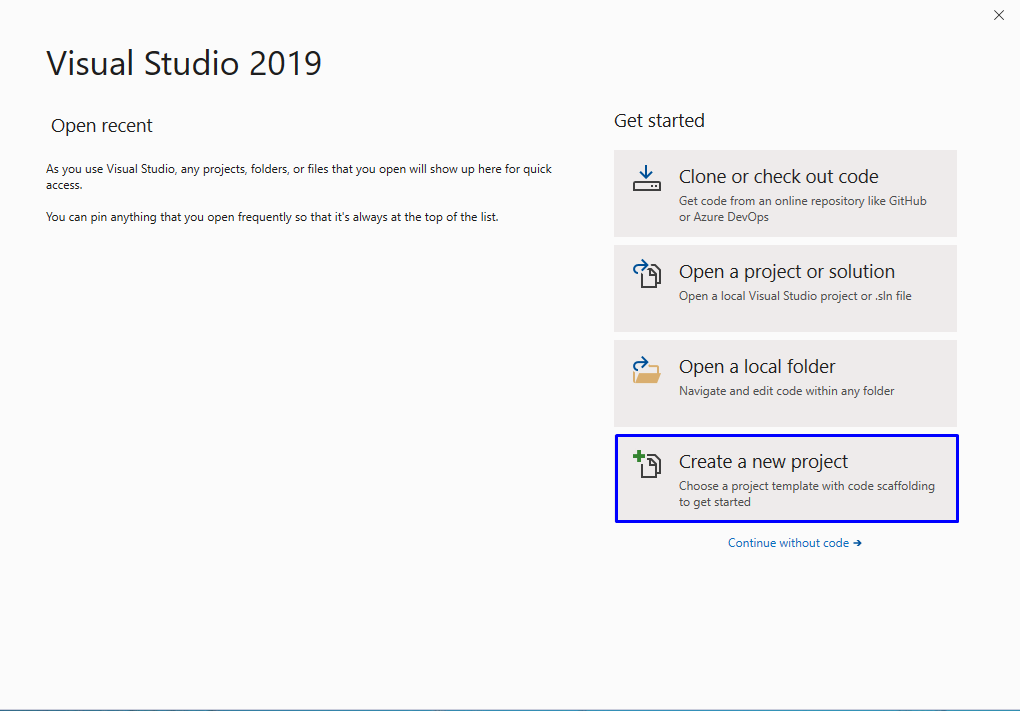 Visual Studio 2019
Open recent
As you use Visual Studio, any projects, folders, or files that you open will show up here for quick
access.
You can pin anything that you open frequently so that it's always at the top of the list.
Get started
Clone or check out code
Get code from an online repository like GitHub
or Azure DevOps
Open a project or solution
Open a local Visual Studio project or .sln file
Open a local folder
Navigate and edit code within any folder
Create a new project
Choose a project template with code scaffolding
to get started
Continue without code →